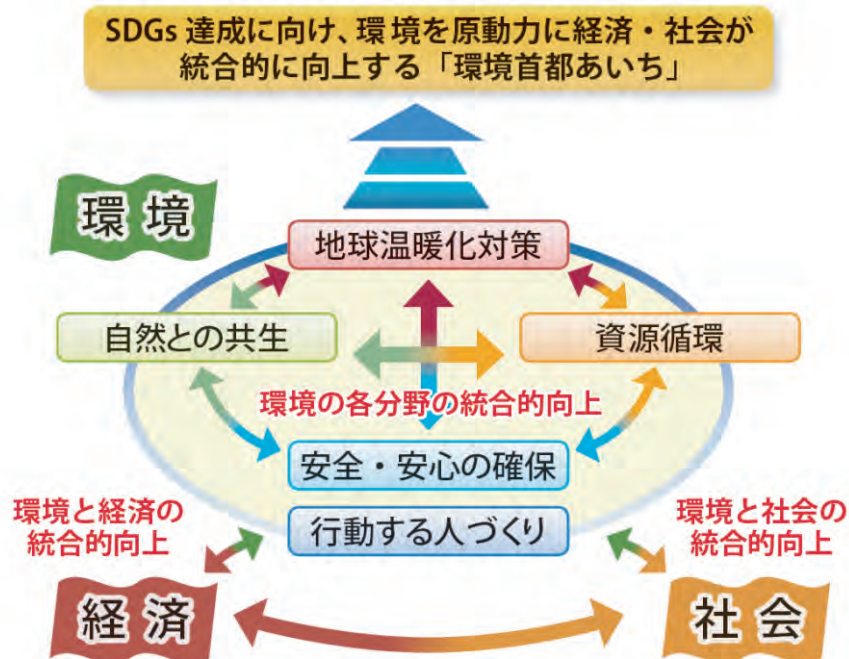 SDGs 達成に向け、環境を原動力に経済・社会が
統合的に向上する「環境首都あいち」
環境
地球温暖化対策
自然との共生
資源循環
環境の各分野の統合的向上
安全・安心の確保
行動する人づくり
環境と経済の
統合的向上
環境と社会の
統合的向上
経済
社会